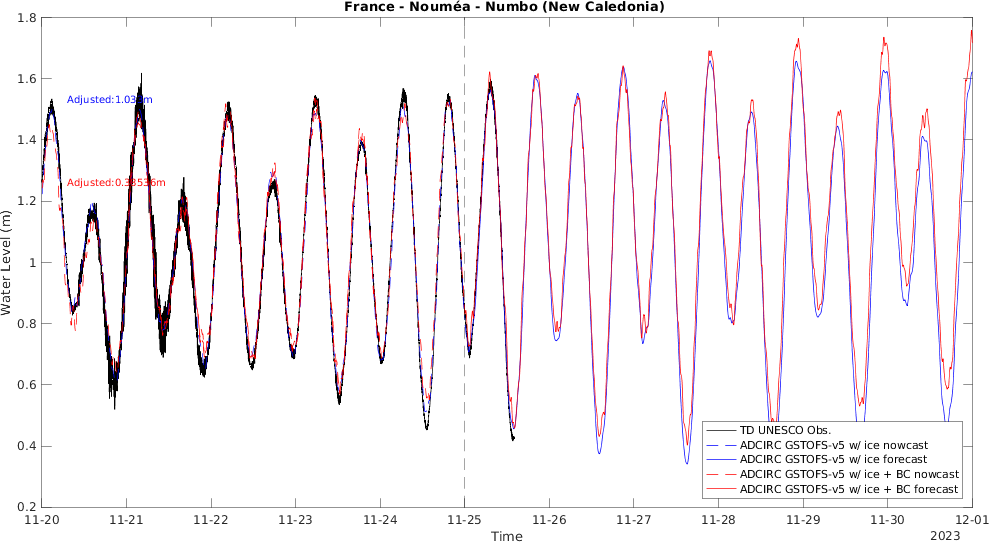 France - Nouméa - Numbo (New Caledonia)
1.8
1.6
1.4
1.2
1
0.8
0.6
0.4
0.2
Water Level (m)
Adjusted:0.33536m
TD UNESCO Obs.
ADCIRC GSTOFS-v5 w/ ice nowcast
ADCIRC GSTOFS-v5 w/ ice forecast
ADCIRC GSTOFS-v5 w/ ice + BC nowcast
ADCIRC GSTOFS-v5 w/ ice + BC forecast
11-20 11-21 11-22 11-23 11-24 11-25 11-26 11-27 11-28 11-29 11-30 12-01
Time
2023